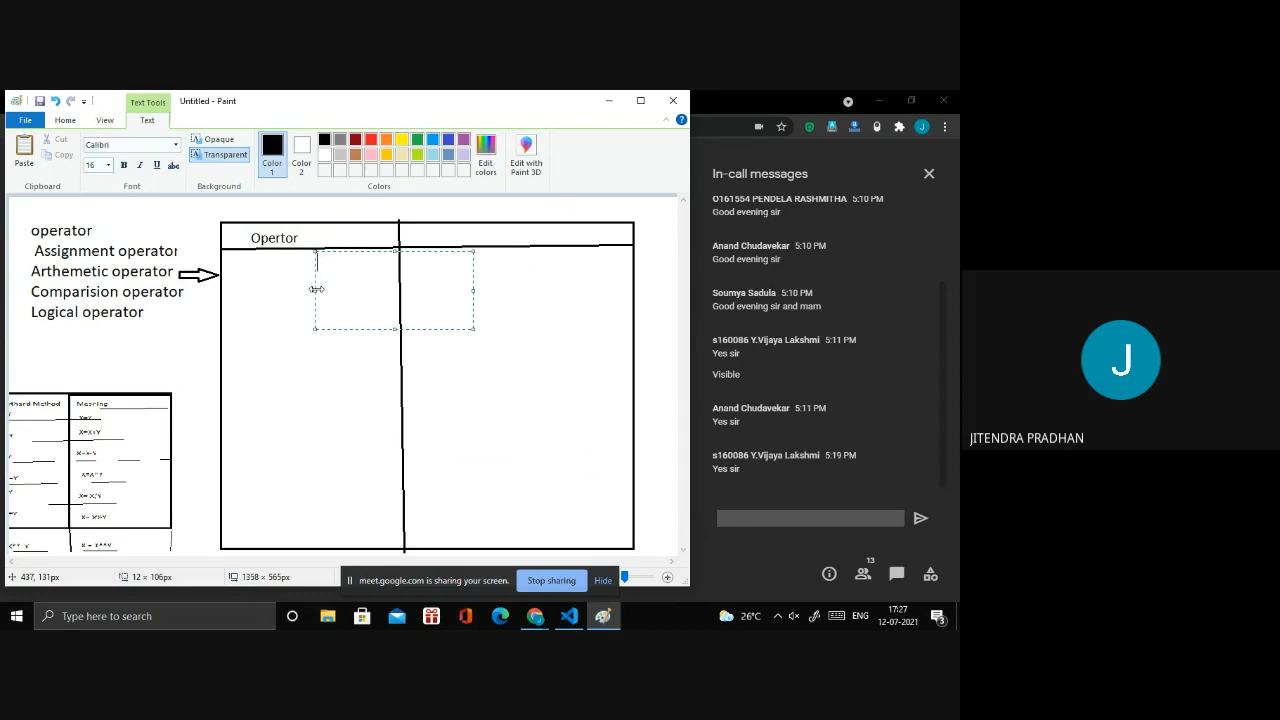 Text Tools
Untitled - Paint
File
Home
View
Text
Paste
Cut
Copy
Clipboard
Calibri
16
B I U abc
Font
Opaque
Transparent
Background
Color 1
Color 2
Edit colors
Edit with Paint 3D
Colors
operator
Assignment operator
Arthemetic operator
Comparision operator
Logical operator
Opertor
thand Method
Meaning
X=Y
X=X+Y
X=X-Y
X=X*Y
X= X/Y
X= X%Y
X = X**Y
437, 131px
12 × 106px
1358 × 565px
meet.google.com is sharing your screen.
Stop sharing
Hide
In-call messages
O161554 PENDELA RASHMITHA 5:10 PM
Good evening sir
Anand Chudavekar 5:10 PM
Good evening sir
Soumya Sadula 5:10 PM
Good evening sir and mam
s160086 Y.Vijaya Lakshmi 5:11 PM
Yes sir
Visible
Anand Chudavekar 5:11 PM
Yes sir
s160086 Y.Vijaya Lakshmi 5:19 PM
Yes sir
13
J
JITENDRA PRADHAN
Type here to search
26°C
ENG
17:27
12-07-2021
3